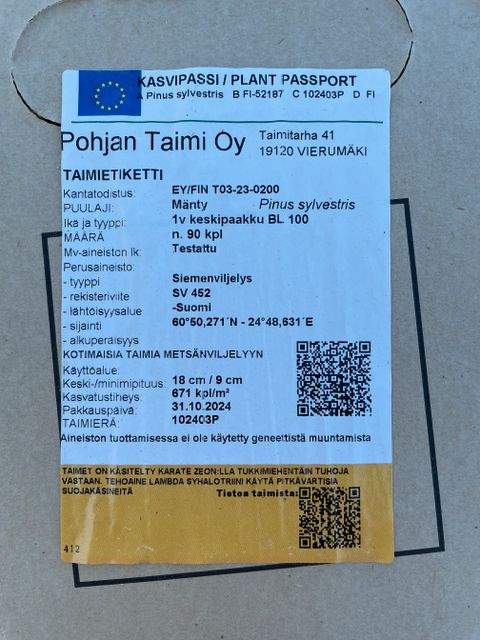 KASVIPASSI / PLANT PASSPORT
A Pinus sylvestris B FI-52187 C 102403P D FI
Pohjan Taimi Oy
Taimitarha 41
19120 VIERUMÄKI
TAIMIETIKETTI
Kantatodistus: EY/FIN T03-23-0200
PUULAJI: Mänty Pinus sylvestris
Ikä ja tyyppi: 1v keskipaakku BL 100
MÄÄRÄ n. 90 kpl
Mv-aineiston lk: Testattu
Perusaineisto:
- tyyppi Siemenviljelys
- rekisteriviite SV 452
- lähtöisyysalue -Suomi
- sijainti 60°50,271´N - 24°48,631´E
- alkuperäisyys
KOTIMAISIA TAIMIA METSÄNVILJELYYN
Käyttöalue:
Keski-/minimipituus: 18 cm / 9 cm
Kasvatustiheys: 671 kpl/m²
Pakkauspäivä: 31.10.2024
TAIMIERÄ: 102403P
Aineiston tuottamisessa ei ole käytetty geneettistä muuntamista
TAIMET ON KÄSITELTY KARATE ZEON:LLA TUKKIMIEHENTÄIN TUHOJA
VASTAAN. TEHOAINE LAMBDA SYHALOTRIINI KÄYTÄ PITKÄVARTISIA
SUOJAKÄSINEITÄ
Tietoa taimista:
412